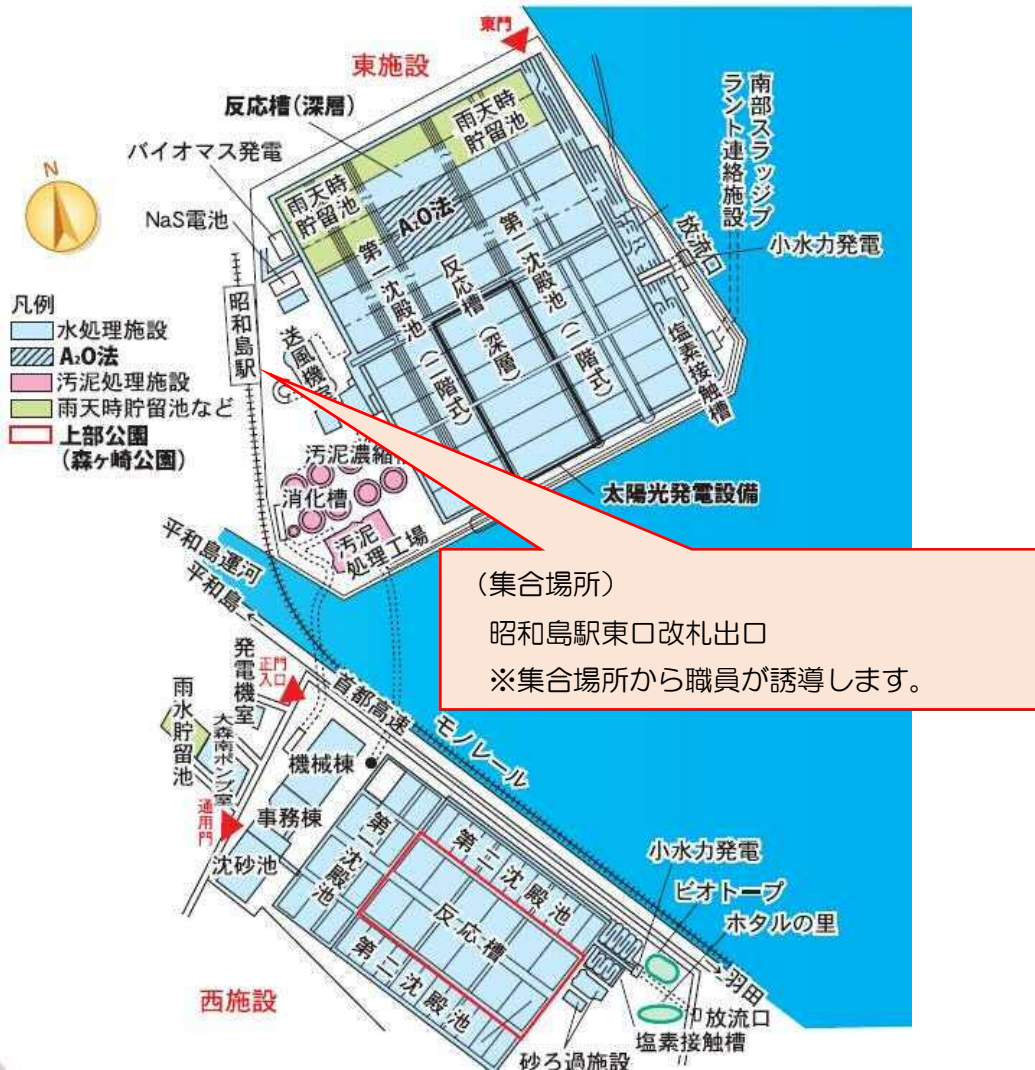 東門
東施設
反応槽(深層)
バイオマス発電
NaS電池
N
雨天時
貯留池
雨天時
貯留池
A₂O法
第一沈殿池(二階式)
反応槽(深層)
第二沈殿池(二階式)
南部スラッジプ
ラント連絡施設
放流口
小水力発電
塩素接触槽
昭和島駅
送風機室
凡例
水処理施設
A₂O法
汚泥処理施設
雨天時貯留池など
上部公園
(森ヶ崎公園)
汚泥濃縮
消化槽
汚泥
処理工場
太陽光発電設備
(集合場所)
昭和島駅東口改札出口
※集合場所から職員が誘導します。
平和島運河
平和島
首都高速
モノレール
発電機室
正門
入口
雨水貯留池
大森南ポンプ室
機械棟
通用門
事務棟
沈砂池
第一沈殿池
第二沈殿池
反応槽
第二沈殿池
小水力発電
ビオトープ
ホタルの里
羽田
放流口
塩素接触槽
砂ろ過施設
西施設